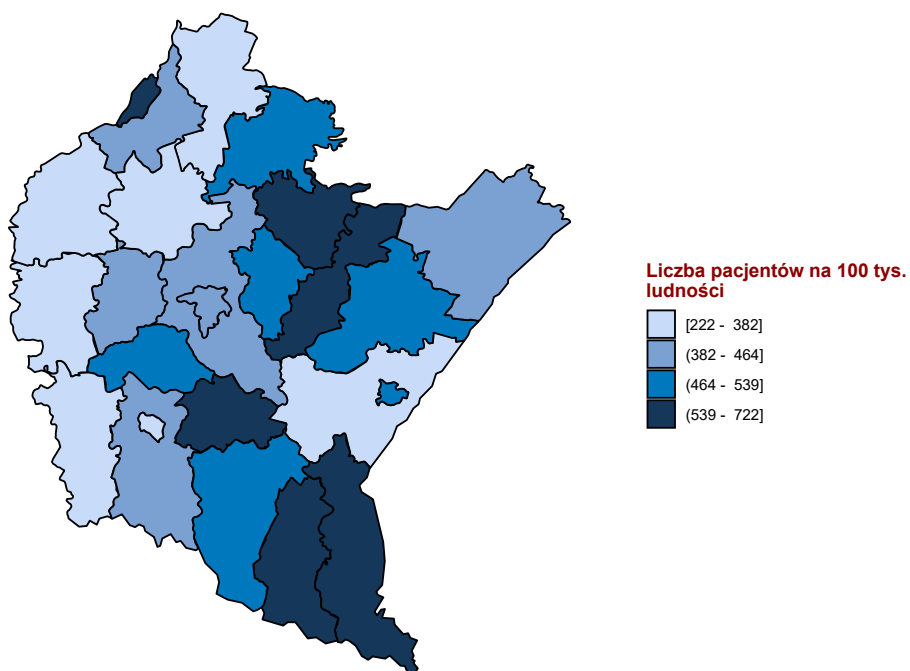 Liczba pacjentów na 100 tys.
ludności
[222 - 382]
(382 - 464]
(464 - 539]
(539 - 722]